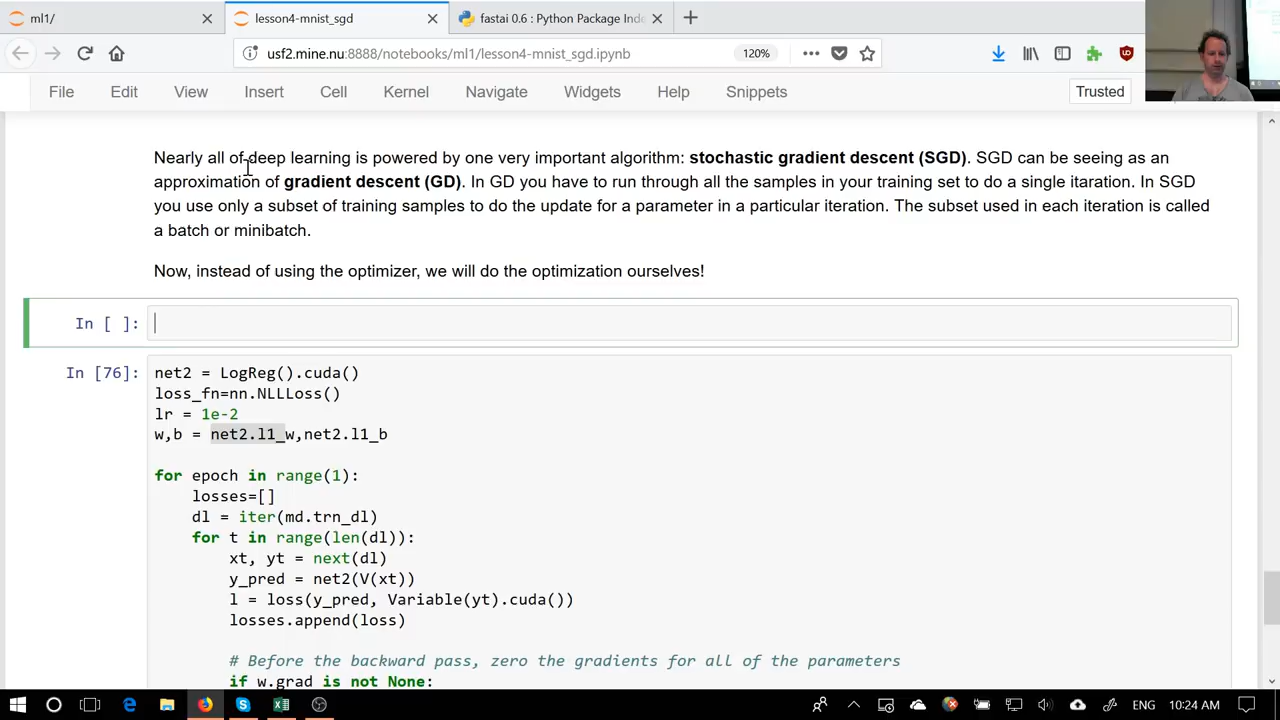 ml1/
lesson4-mnist_sgd
fastai 0.6 : Python Package Inde
usf2.mine.nu:8888/notebooks/ml1/lesson4-mnist_sgd.ipynb
120%
File Edit View Insert Cell Kernel Navigate Widgets Help Snippets Trusted
Nearly all of deep learning is powered by one very important algorithm: stochastic gradient descent (SGD). SGD can be seeing as an
approximation of gradient descent (GD). In GD you have to run through all the samples in your training set to do a single itaration. In SGD
you use only a subset of training samples to do the update for a parameter in a particular iteration. The subset used in each iteration is called
a batch or minibatch.
Now, instead of using the optimizer, we will do the optimization ourselves!
In [ ]:
In [76]:
net2 = LogReg().cuda()
loss_fn=nn.NLLLoss()
lr = 1e-2
w,b = net2.l1_w,net2.l1_b
for epoch in range(1):
losses=[]
dl = iter(md.trn_dl)
for t in range(len(dl)):
xt, yt = next(dl)
y_pred = net2(V(xt))
l = loss(y_pred, Variable(yt).cuda())
losses.append(loss)
# Before the backward pass, zero the gradients for all of the parameters
if w.grad is not None:
ENG 10:24 AM